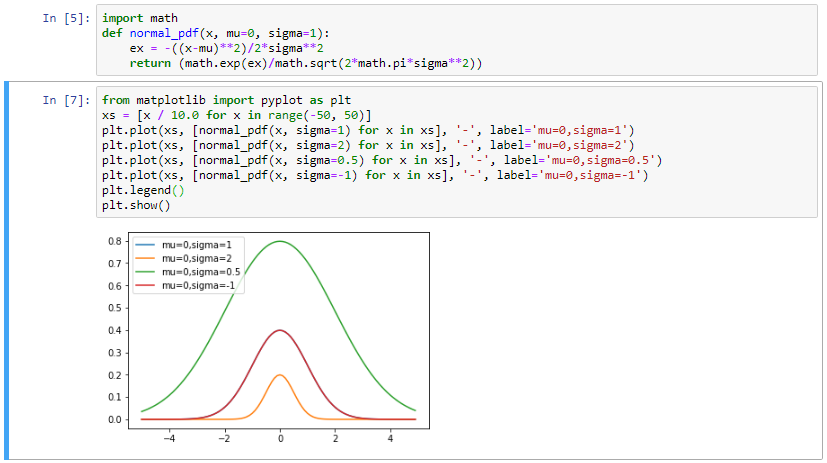 In [5]: import math
def normal_pdf(x, mu=0, sigma=1):
    ex = -((x-mu)**2)/2*sigma**2
    return (math.exp(ex)/math.sqrt(2*math.pi*sigma**2))
In [7]: from matplotlib import pyplot as plt
xs = [x / 10.0 for x in range(-50, 50)]
plt.plot(xs, [normal_pdf(x, sigma=1) for x in xs], '-', label='mu=0,sigma=1')
plt.plot(xs, [normal_pdf(x, sigma=2) for x in xs], '-', label='mu=0,sigma=2')
plt.plot(xs, [normal_pdf(x, sigma=0.5) for x in xs], '-', label='mu=0,sigma=0.5')
plt.plot(xs, [normal_pdf(x, sigma=-1) for x in xs], '-', label='mu=0,sigma=-1')
plt.legend()
plt.show()
mu=0,sigma=1
mu=0,sigma=2
mu=0,sigma=0.5
mu=0,sigma=-1
0.8
0.7
0.6
0.5
0.4
0.3
0.2
0.1
0.0
−4 −2 0 2 4